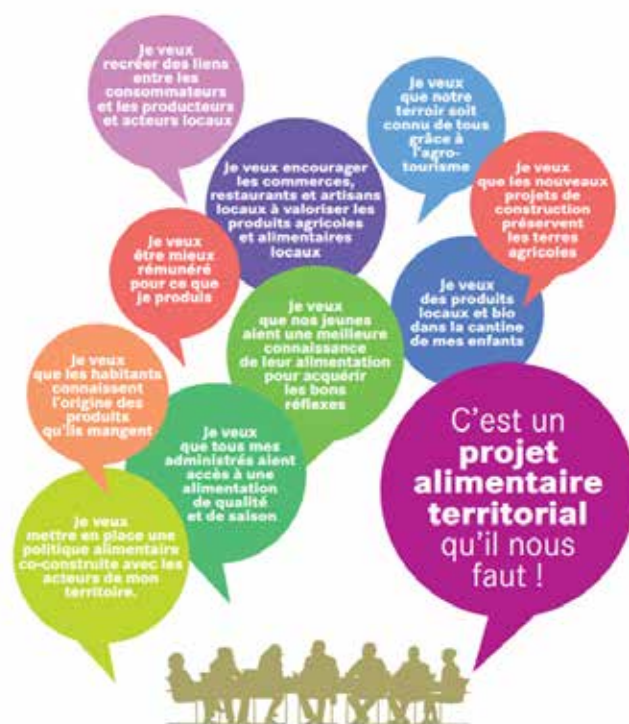 Je veux
recréer des liens
entre les
consommateurs
et les producteurs
et acteurs locaux
Je veux
que notre
terroir soit
connu de tous
grâce à
l'agro-
tourisme
Je veux encourager
les commerces,
restaurants et artisans
locaux à valoriser les
produits agricoles
et alimentaires
locaux
Je veux
que les nouveaux
projets de
construction
préservent
les terres
agricoles
Je veux
être mieux
rémunéré
pour ce que
je produis
Je veux
des produits
locaux et bio
dans la cantine
de mes enfants
Je veux
que nos jeunes
aient une meilleure
connaissance
de leur alimentation
pour acquérir
les bons
réflexes
Je veux
que les habitants
connaissent
l'origine des
produits
qu'ils mangent
Je veux
que tous mes
administrés aient
accès à une
alimentation
de qualité
et de saison
C'est un
projet
alimentaire
territorial
qu'il nous
faut !
Je veux
mettre en place une
politique alimentaire
co-construite avec les
acteurs de mon
territoire.